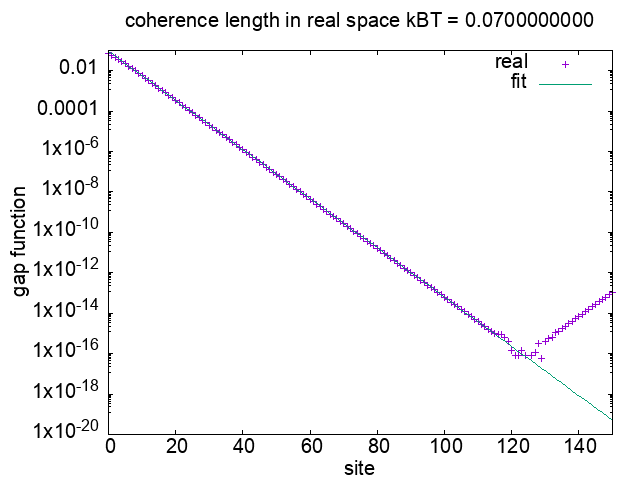 coherence length in real space kBT = 0.0700000000
real
fit
0.01
0.0001
1x10^-6
1x10^-8
1x10^-10
1x10^-12
1x10^-14
1x10^-16
1x10^-18
1x10^-20
gap function
0 20 40 60 80 100 120 140
site